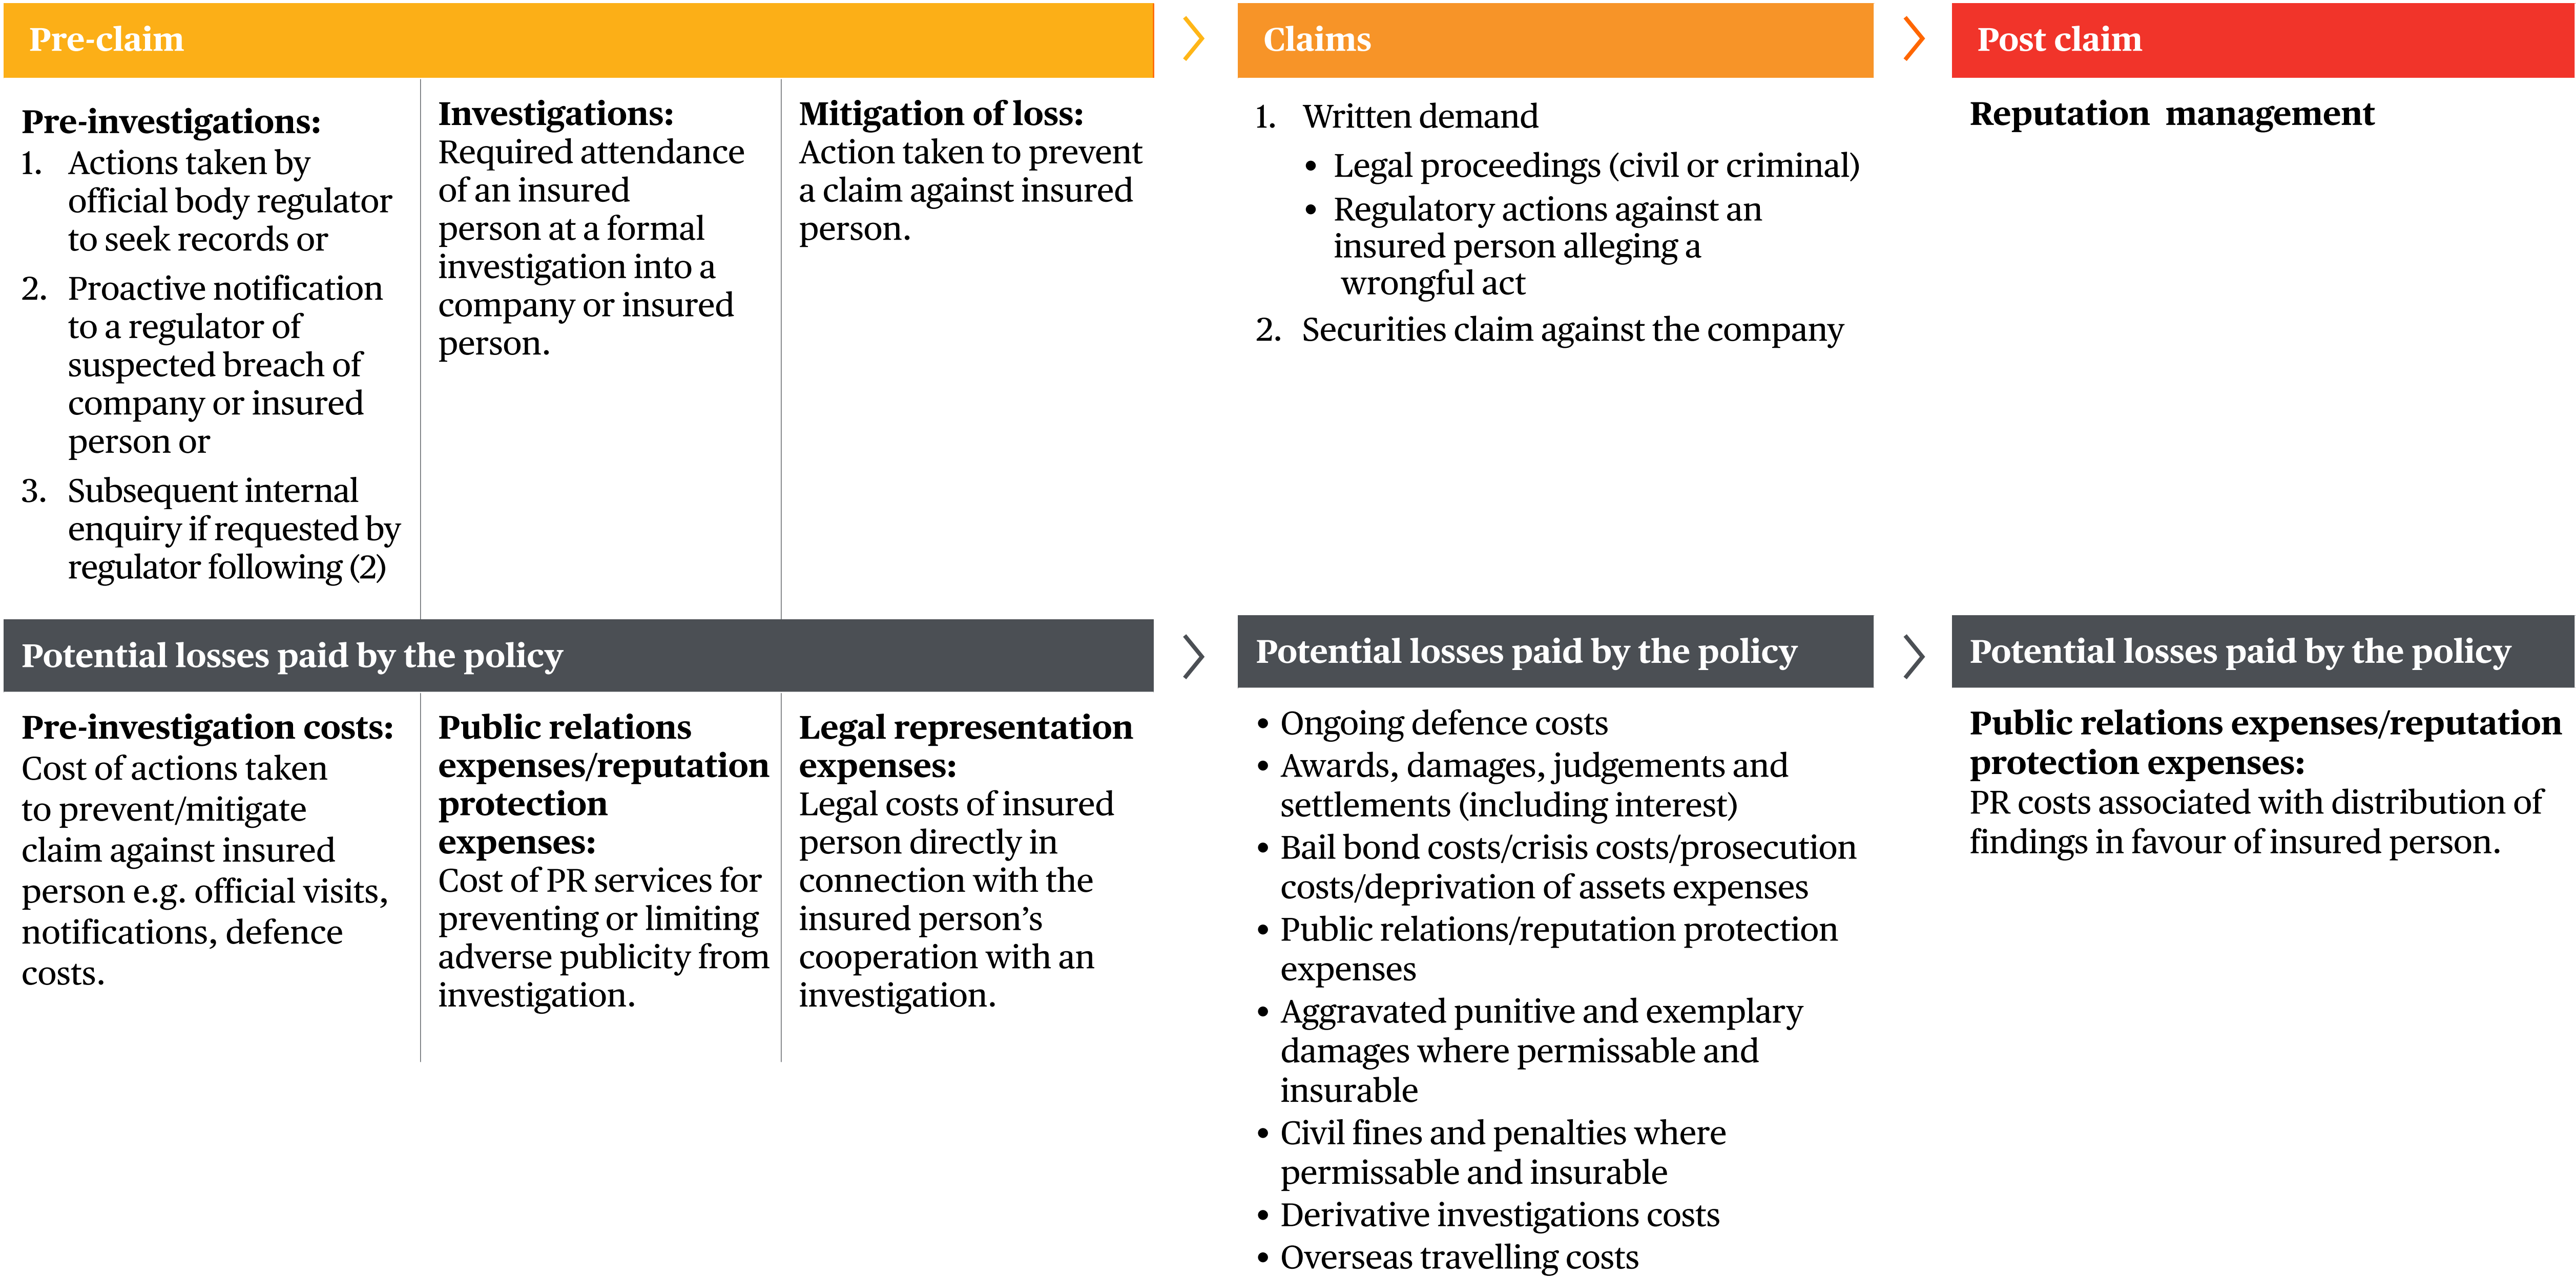 Pre-claim
Pre-investigations:
1. Actions taken by
official body regulator
to seek records or
2. Proactive notification
to a regulator of
suspected breach of
company or insured
person or
3. Subsequent internal
enquiry if requested by
regulator following (2)
Investigations:
Required attendance
of an insured
person at a formal
investigation into a
company or insured
person.
Mitigation of loss:
Action taken to prevent
a claim against insured
person.
Claims
1. Written demand
• Legal proceedings (civil or criminal)
• Regulatory actions against an
insured person alleging a
wrongful act
2. Securities claim against the company
Post claim
Reputation management
Potential losses paid by the policy
Pre-investigation costs:
Cost of actions taken
to prevent/mitigate
claim against insured
person e.g. official visits,
notifications, defence
costs.
Public relations
expenses/reputation
protection
expenses:
Cost of PR services for
preventing or limiting
adverse publicity from
investigation.
Legal representation
expenses:
Legal costs of insured
person directly in
connection with the
insured person’s
cooperation with an
investigation.
Potential losses paid by the policy
• Ongoing defence costs
• Awards, damages, judgements and
settlements (including interest)
• Bail bond costs/crisis costs/prosecution
costs/deprivation of assets expenses
• Public relations/reputation protection
expenses
• Aggravated punitive and exemplary
damages where permissable and
insurable
• Civil fines and penalties where
permissable and insurable
• Derivative investigations costs
• Overseas travelling costs
Potential losses paid by the policy
Public relations expenses/reputation
protection expenses:
PR costs associated with distribution of
findings in favour of insured person.